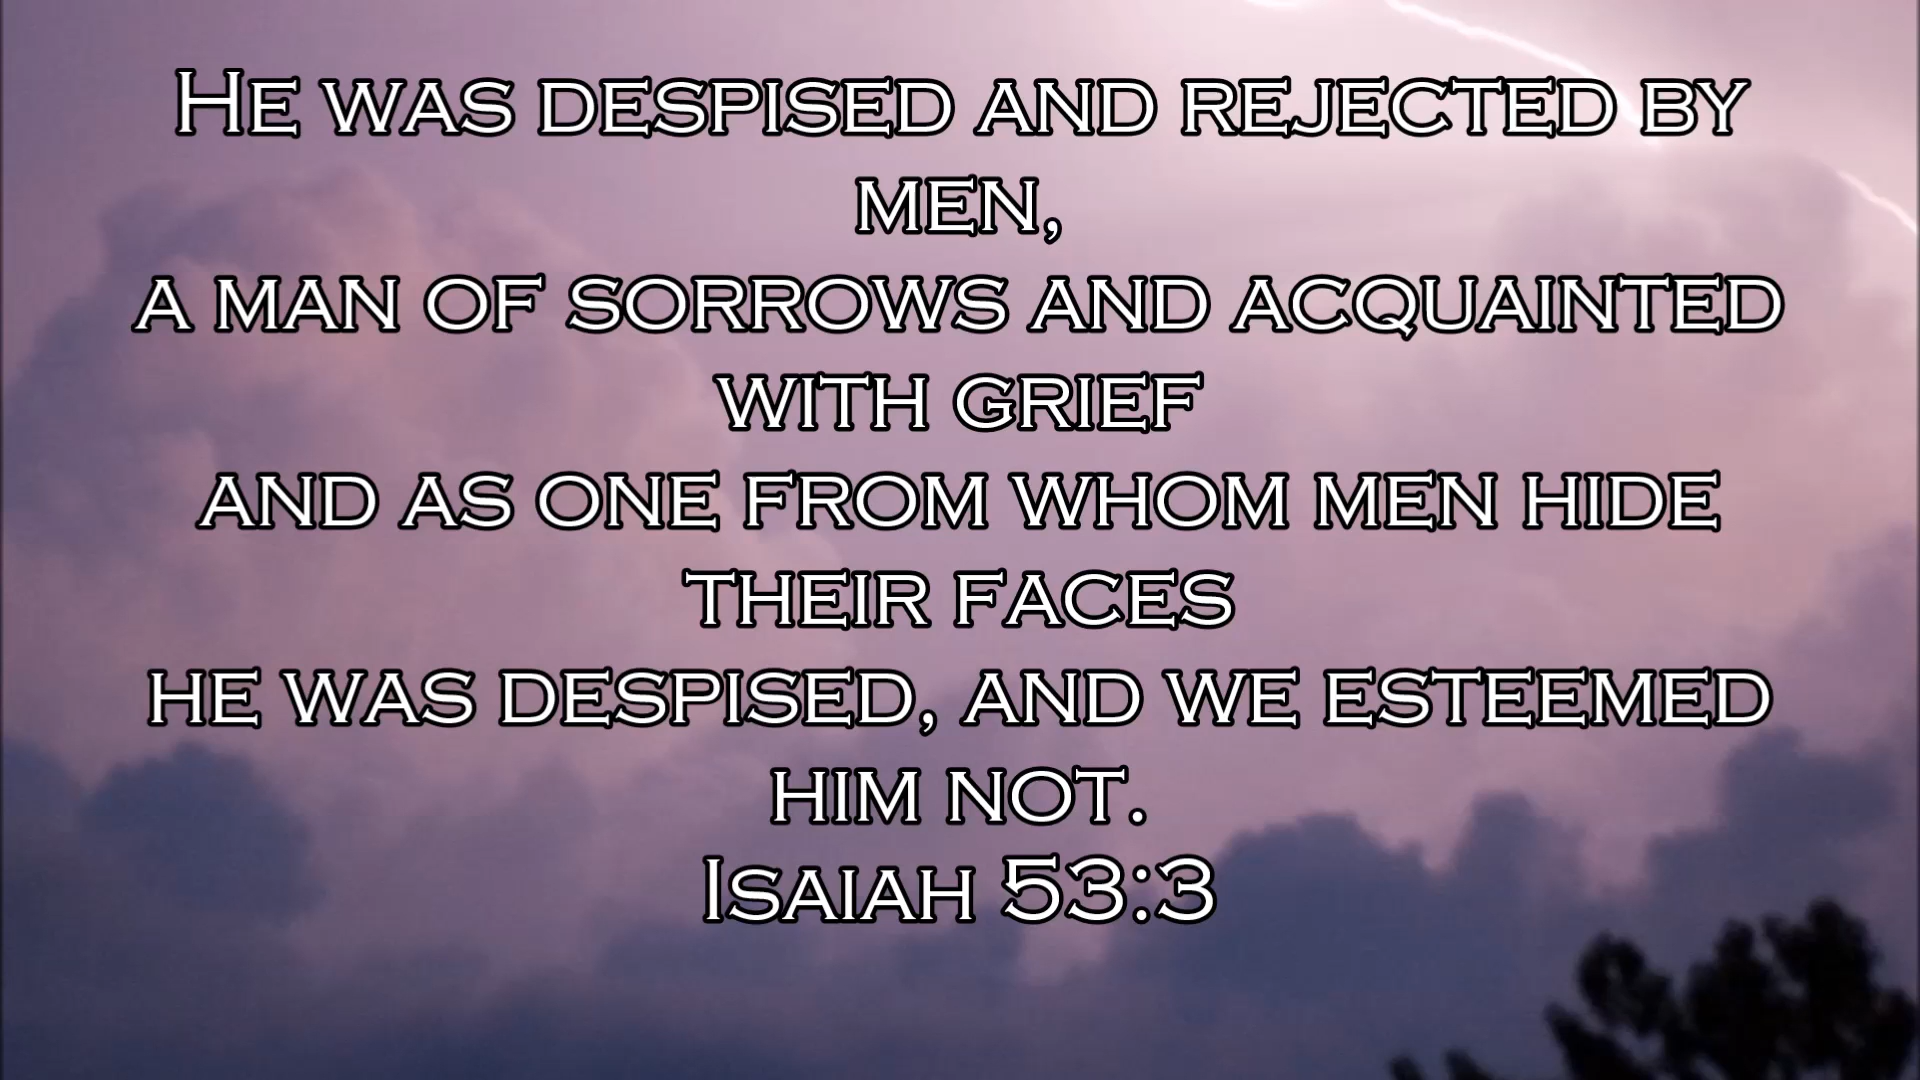 He was despised and rejected by
men,
a man of sorrows and acquainted
with grief
and as one from whom men hide
their faces
he was despised, and we esteemed
him not.
Isaiah 53:3